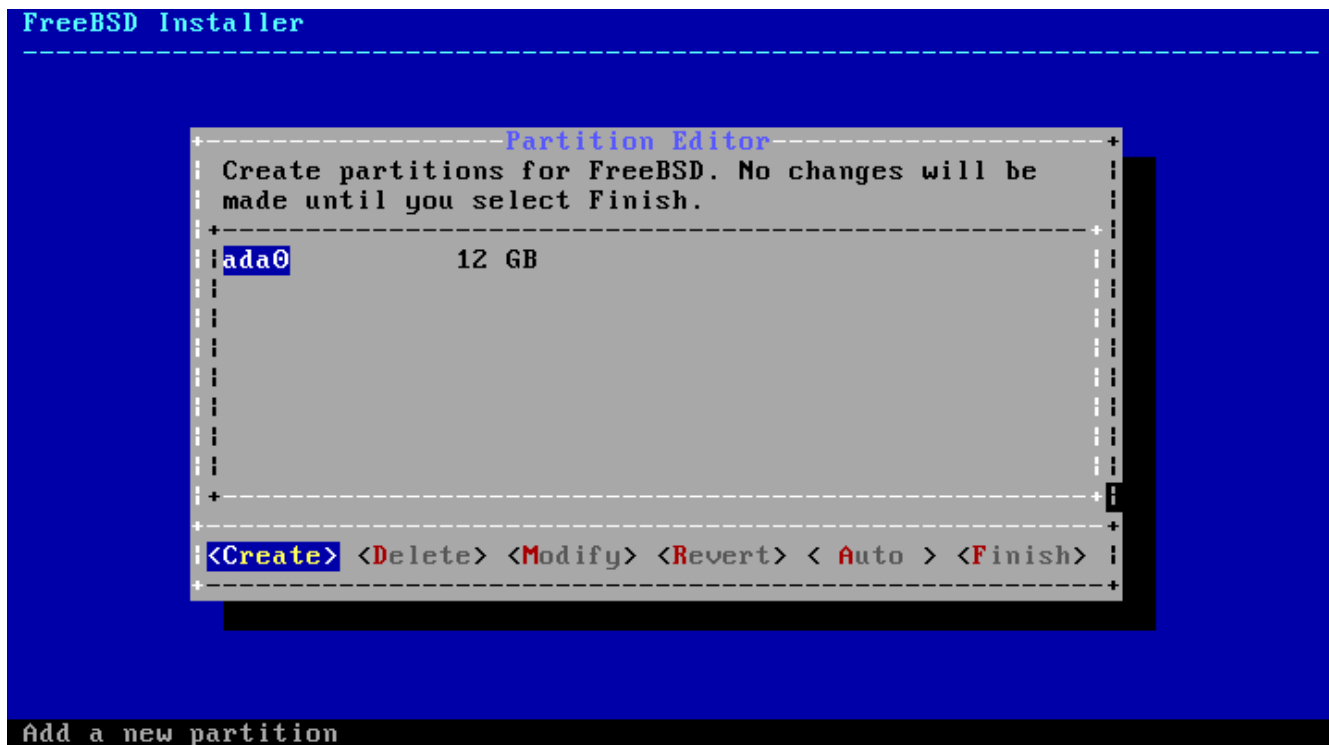 FreeBSD Installer
Partition Editor
Create partitions for FreeBSD. No changes will be
made until you select Finish.
ada0 12 GB
<Create> <Delete> <Modify> <Revert> < Auto > <Finish>
Add a new partition